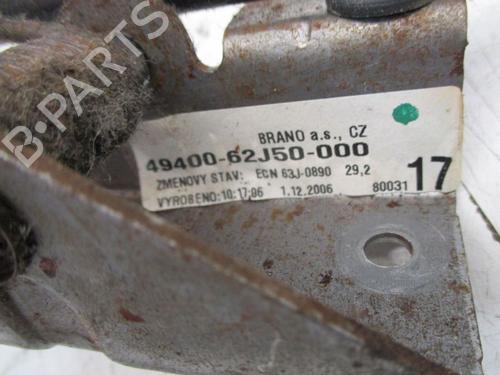 BRANO a.s., CZ
49400-62J50-000
ZMENOVY STAV: ECN 63J-0890 29,2
VYROBENO: 10:17:06 1.12.2006 80031 17
B-PARTS